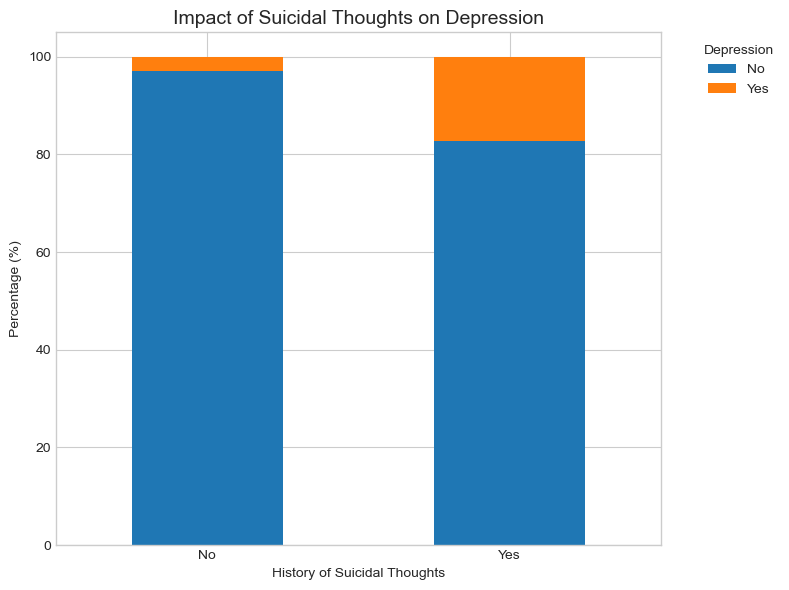 Impact of Suicidal Thoughts on Depression
Depression
No
Yes
Percentage (%)
100
80
60
40
20
0
No
Yes
History of Suicidal Thoughts